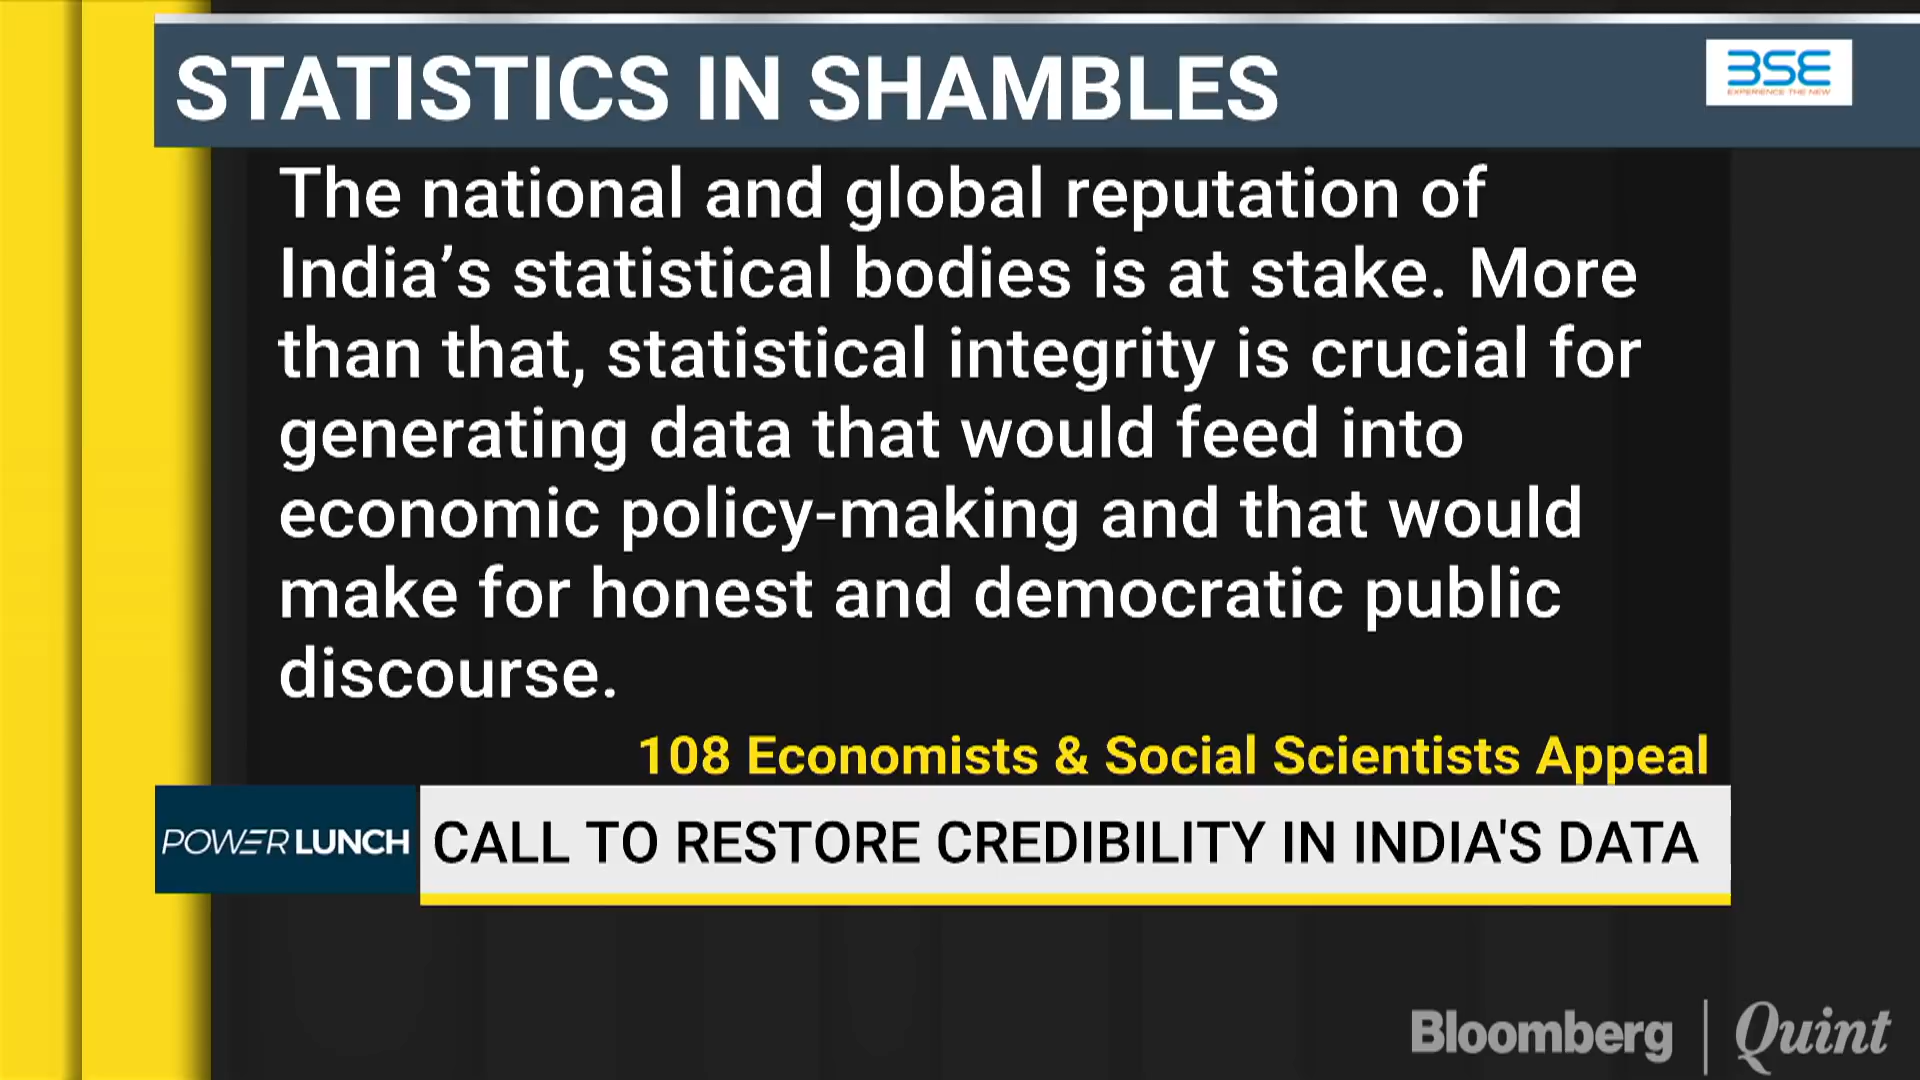 STATISTICS IN SHAMBLES
BSE
EXPERIENCE THE NEW
The national and global reputation of
India’s statistical bodies is at stake. More
than that, statistical integrity is crucial for
generating data that would feed into
economic policy-making and that would
make for honest and democratic public
discourse.
108 Economists & Social Scientists Appeal
POWER LUNCH
CALL TO RESTORE CREDIBILITY IN INDIA'S DATA
Bloomberg | Quint